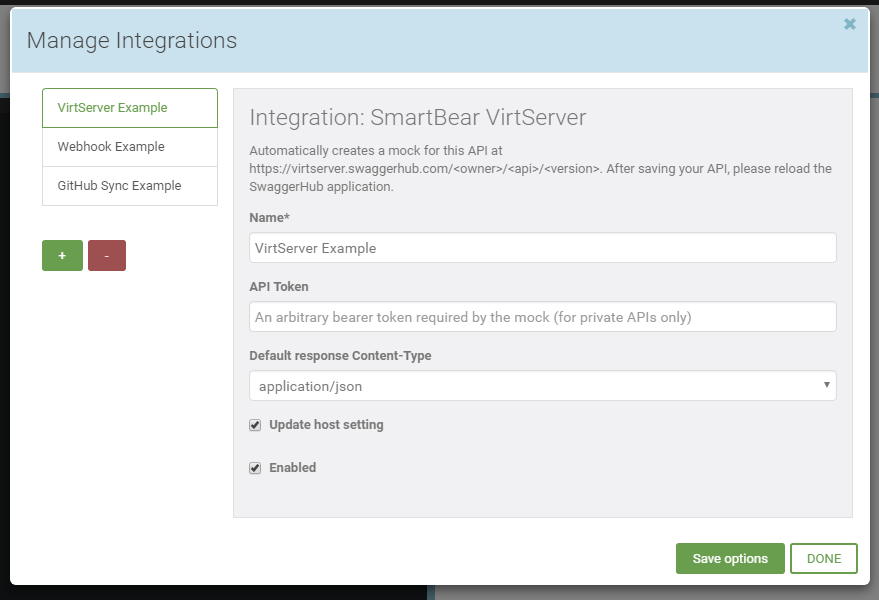 Manage Integrations
VirtServer Example
Webhook Example
GitHub Sync Example
+
-
Integration: SmartBear VirtServer
Automatically creates a mock for this API at
https://virtserver.swaggerhub.com/<owner>/<api>/<version>. After saving your API, please reload the
SwaggerHub application.
Name*
VirtServer Example
API Token
An arbitrary bearer token required by the mock (for private APIs only)
Default response Content-Type
application/json
Update host setting
Enabled
Save options
DONE